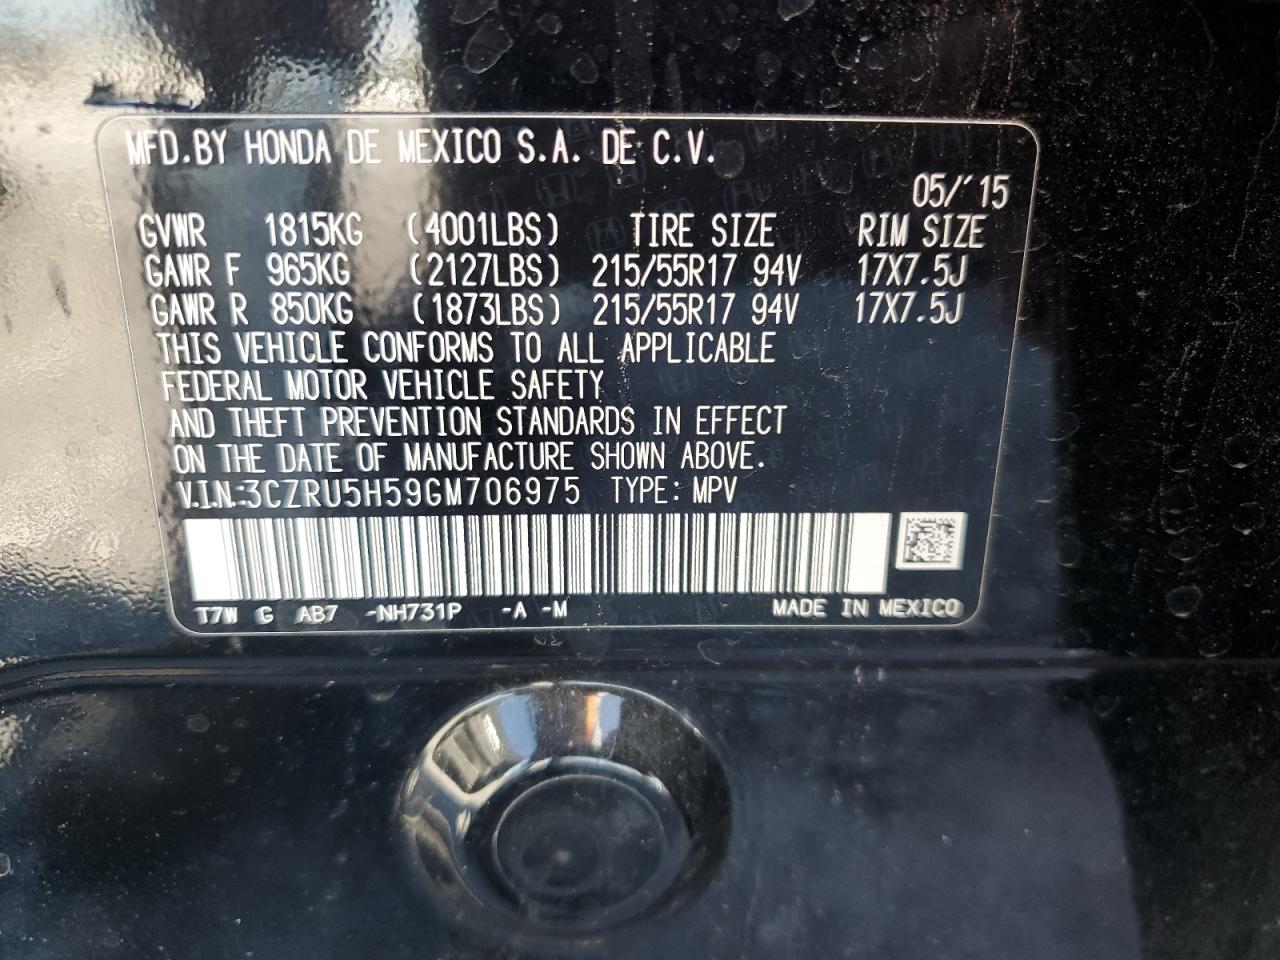 MFD.BY HONDA DE MEXICO S.A. DE C.V.
05/´15
GVWR 1815KG (4001LBS) TIRE SIZE RIM SIZE
GAWR F 965KG (2127LBS) 215/55R17 94V 17X7.5J
GAWR R 850KG (1873LBS) 215/55R17 94V 17X7.5J
THIS VEHICLE CONFORMS TO ALL APPLICABLE
FEDERAL MOTOR VEHICLE SAFETY
AND THEFT PREVENTION STANDARDS IN EFFECT
ON THE DATE OF MANUFACTURE SHOWN ABOVE.
V.I.N.:3CZRU5H59GM706975 TYPE: MPV
T7W G AB7 -NH731P -A -M MADE IN MEXICO